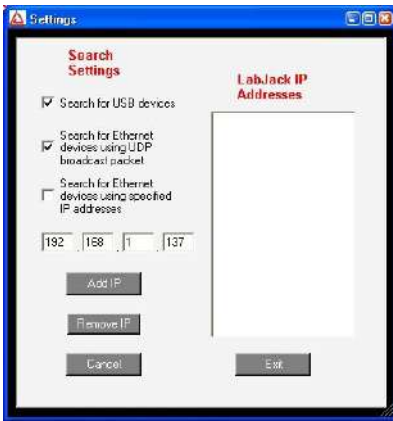 Settings
Search
Settings
Search for USB devices
Search for Ethernet
devices using UDP
broadcast packet
Search for Ethernet
devices using specified
IP addresses
192 . 168 . 1 . 137
Add IP
Remove IP
Cancel
LabJack IP
Addresses
Exit